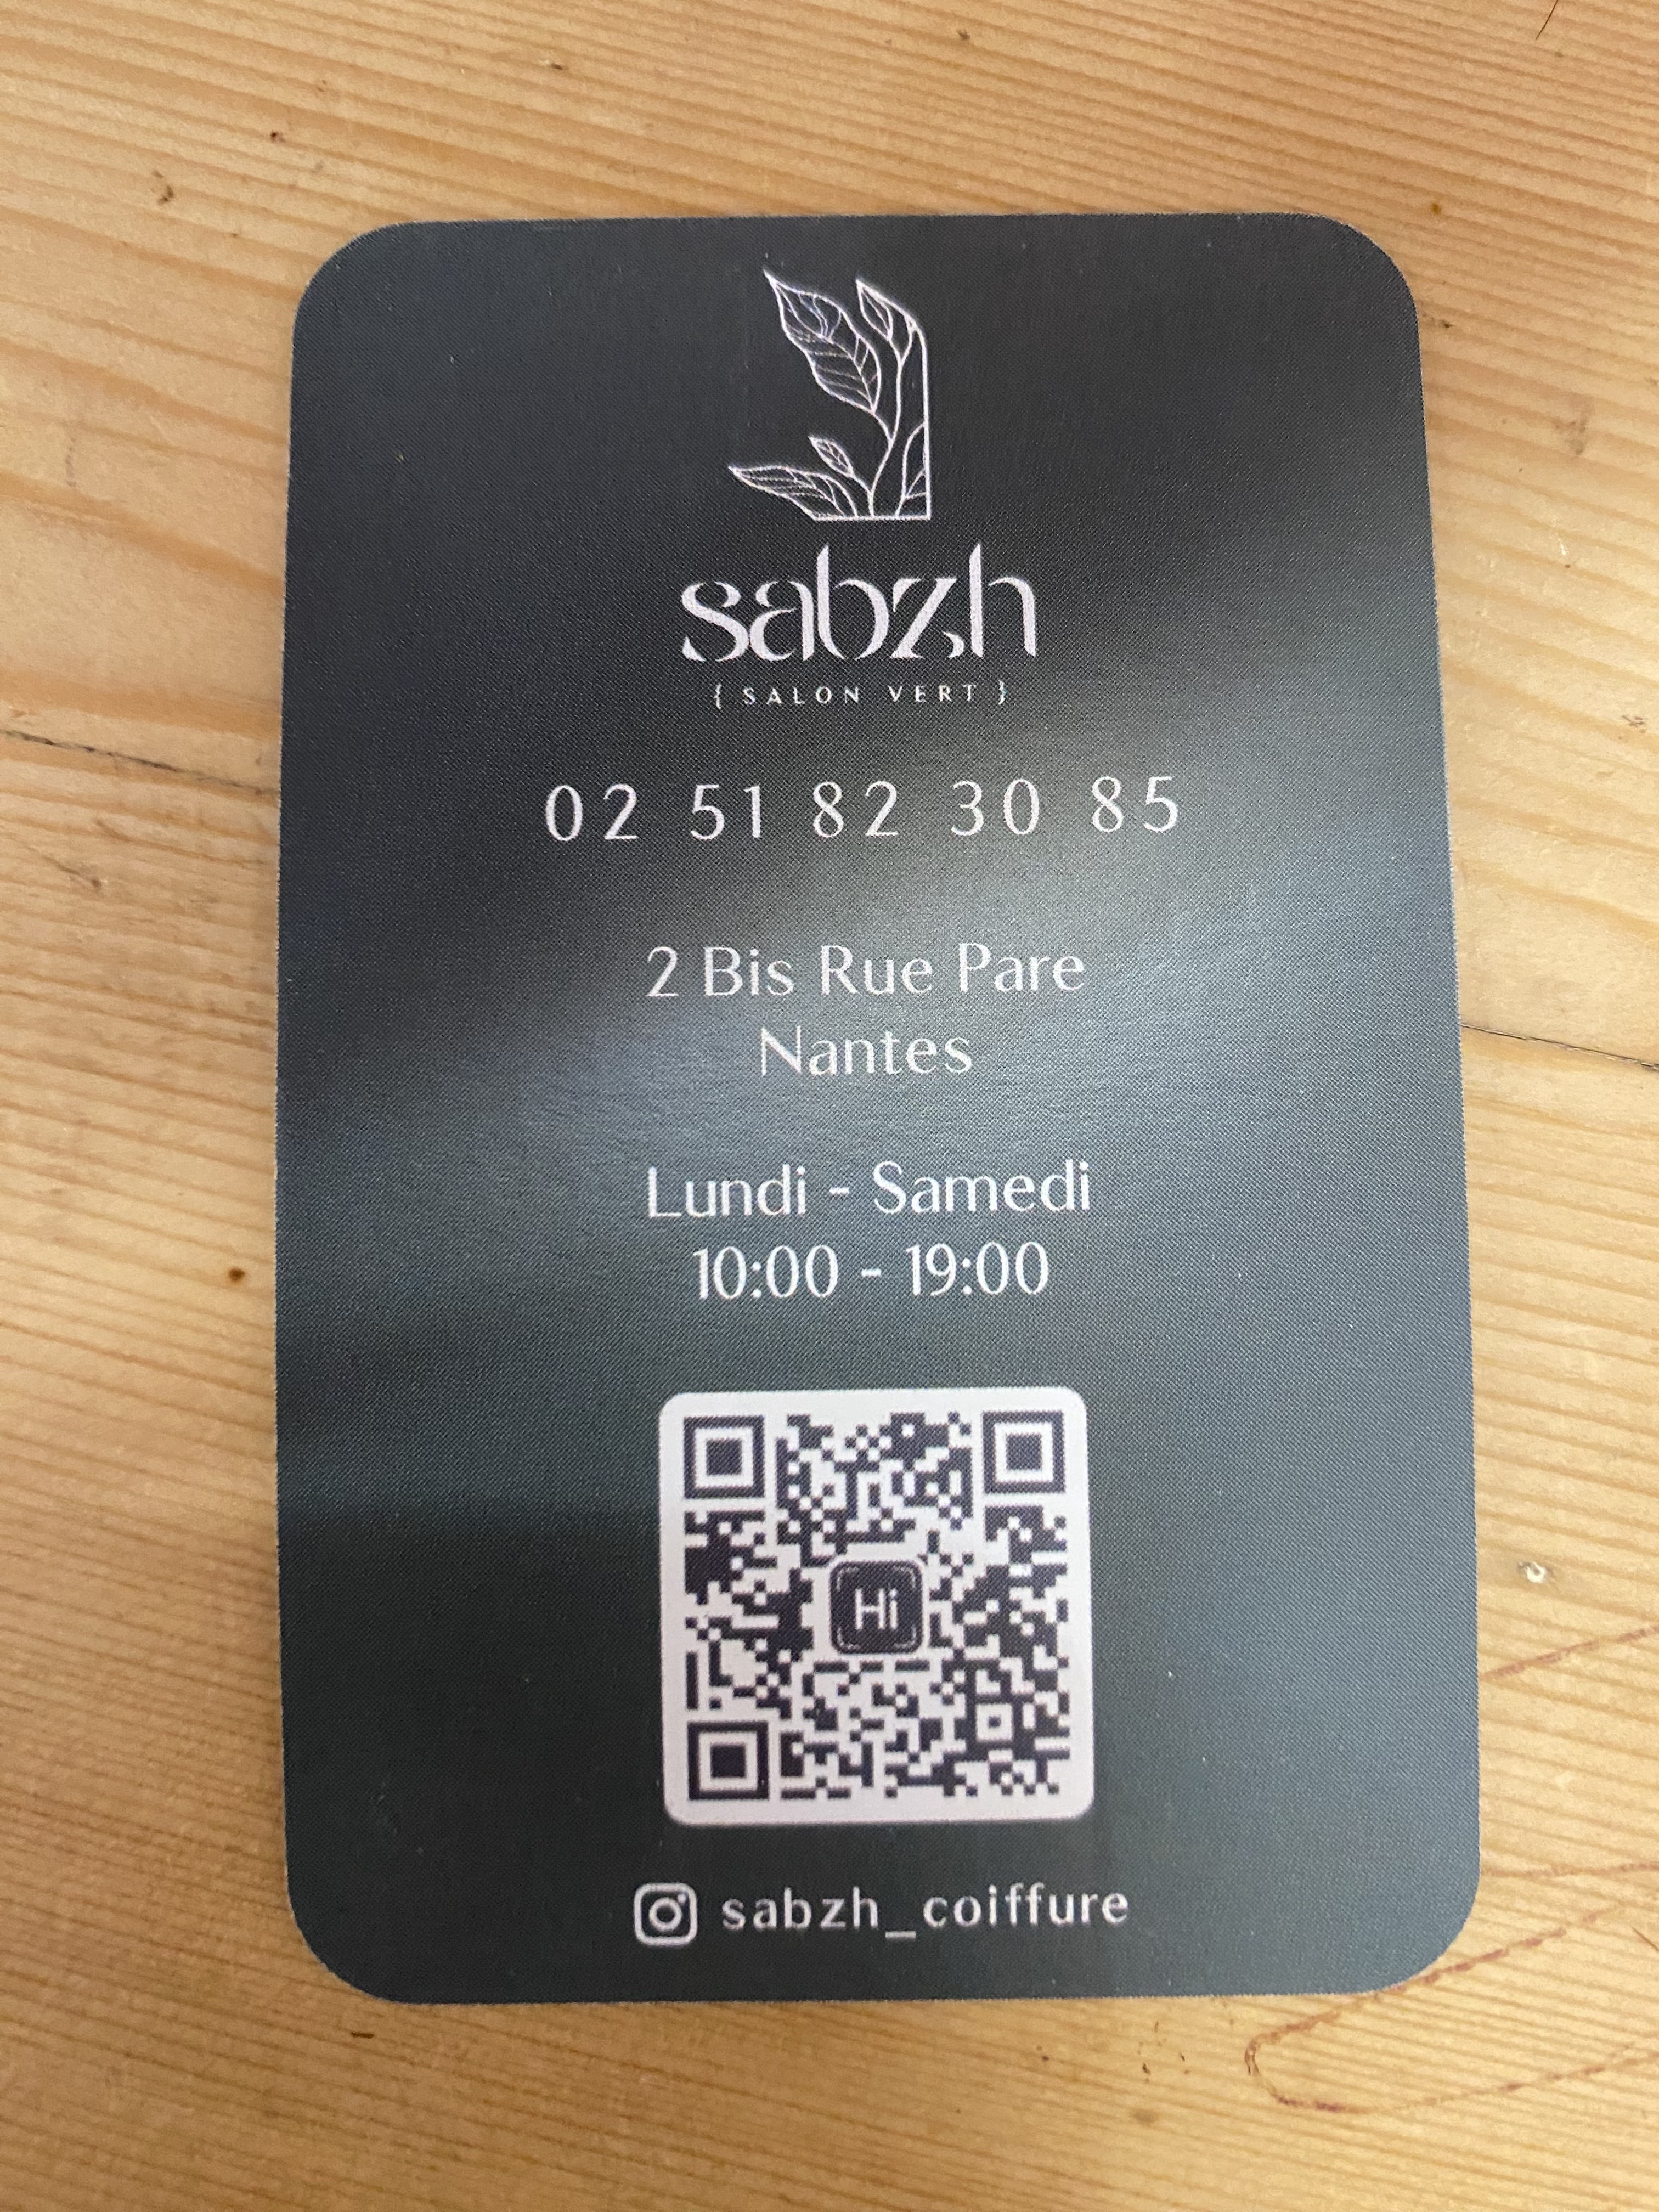 sabzh
{ SALON VERT }
02 51 82 30 85
2 Bis Rue Pare
Nantes
Lundi - Samedi
10:00 - 19:00
Hi
sabzh_coiffure